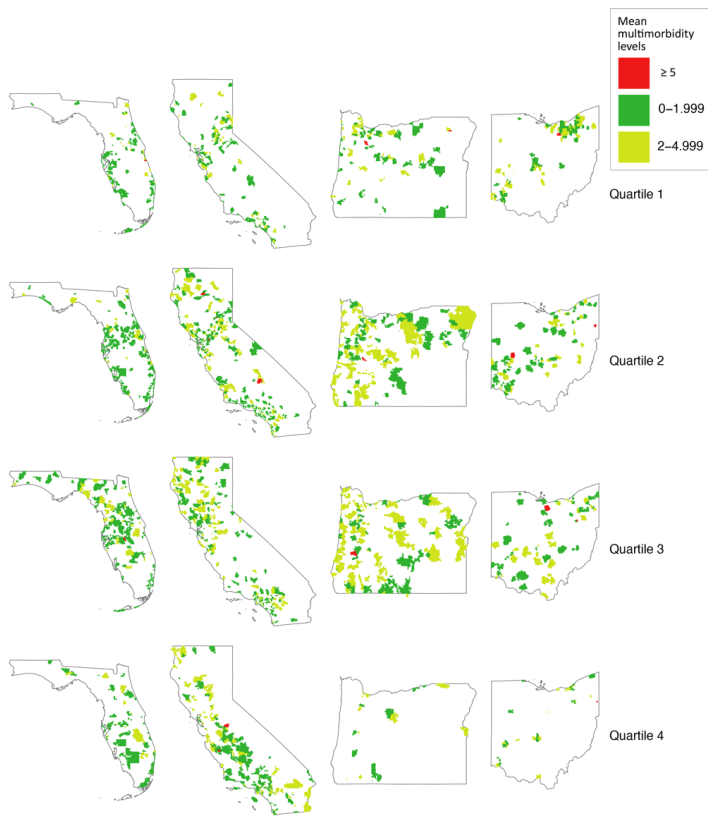 Mean
multimorbidity
levels
≥ 5
0–1.999
2–4.999
Quartile 1
Quartile 2
Quartile 3
Quartile 4